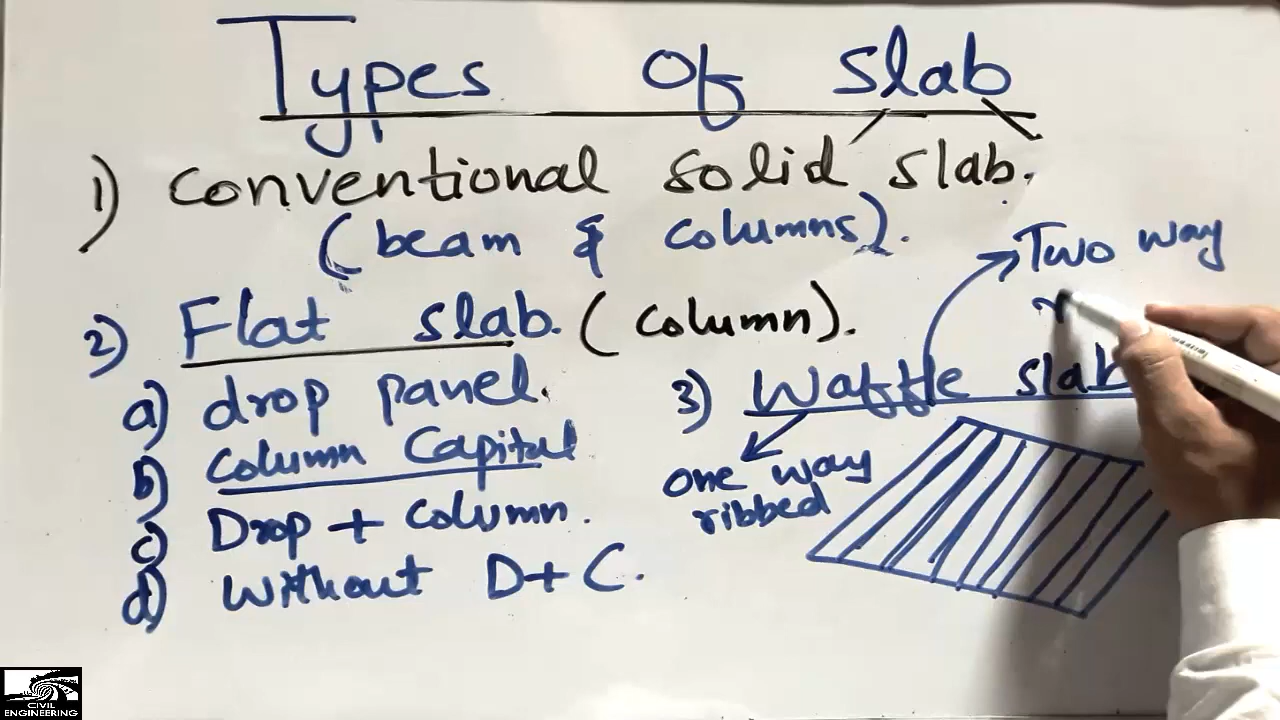 Types of slab
1) conventional solid slab.
(beam & columns).
2) Flat slab. (column).
a) drop panel.
b) column Capital
c) Drop + column.
d) without D+C.
3) Waffle slab
Two way
r
one way
ribbed
CIVIL
ENGINEERING